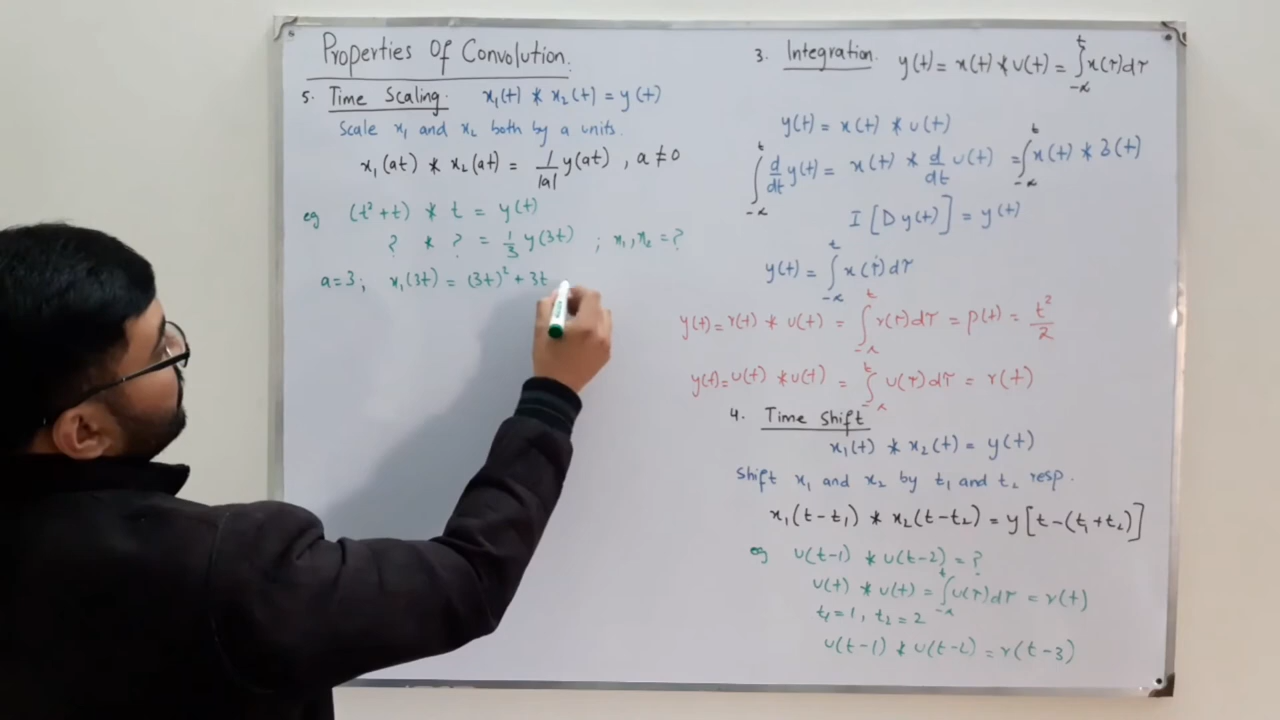 Properties Of Convolution.
5. Time Scaling. x₁(t) * x₂(t) = y(t)
Scale x₁ and x₂ both by a units.
x₁(at) * x₂(at) = 1/|a| y(at) , a ≠ 0
eg (t²+t) * t = y(t)
? * ? = 1/3 y(3t) ; x₁, x₂ = ?
a=3; x₁(3t) = (3t)² + 3t
3. Integration. y(t) = x(t) * u(t) = ∫_{-∞}^{t} x(τ)dτ
y(t) = x(t) * u(t)
∫_{-∞}^{t} d/dt y(t) = x(t) * d/dt u(t) = ∫_{-∞}^{t} x(t) * δ(t)
I [D y(t)] = y(t)
y(t) = ∫_{-∞}^{t} x(τ)dτ
y(t) = r(t) * u(t) = ∫_{-∞}^{t} r(τ)dτ = p(t) = t²/2
y(t) = u(t) * u(t) = ∫_{-∞}^{t} u(τ)dτ = r(t)
4. Time Shift
x₁(t) * x₂(t) = y(t)
Shift x₁ and x₂ by t₁ and t₂ resp.
x₁(t-t₁) * x₂(t-t₂) = y[t-(t₁+t₂)]
eg u(t-1) * u(t-2) = ?
u(t) * u(t) = ∫_{-∞}^{t} u(τ)dτ = r(t)
t₁=1, t₂=2
u(t-1) * u(t-2) = r(t-3)